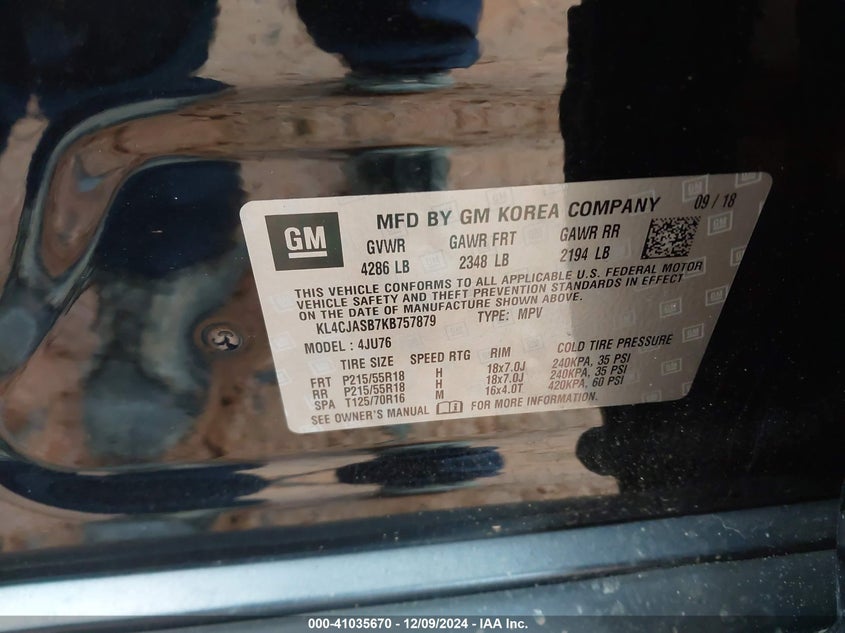 GM
MFD BY GM KOREA COMPANY 09 / 18
GVWR GAWR FRT GAWR RR
4286 LB 2348 LB 2194 LB
THIS VEHICLE CONFORMS TO ALL APPLICABLE U.S. FEDERAL MOTOR
VEHICLE SAFETY AND THEFT PREVENTION STANDARDS IN EFFECT
ON THE DATE OF MANUFACTURE SHOWN ABOVE.
KL4CJASB7KB757879 TYPE: MPV
MODEL : 4JU76
TIRE SIZE SPEED RTG RIM COLD TIRE PRESSURE
FRT P215/55R18 H 18x7.0J 240KPA, 35 PSI
RR P215/55R18 H 18x7.0J 240KPA, 35 PSI
SPA T125/70R16 M 16x4.0T 420KPA, 60 PSI
SEE OWNER'S MANUAL FOR MORE INFORMATION.
000-41035670 - 12/09/2024 - IAA Inc.